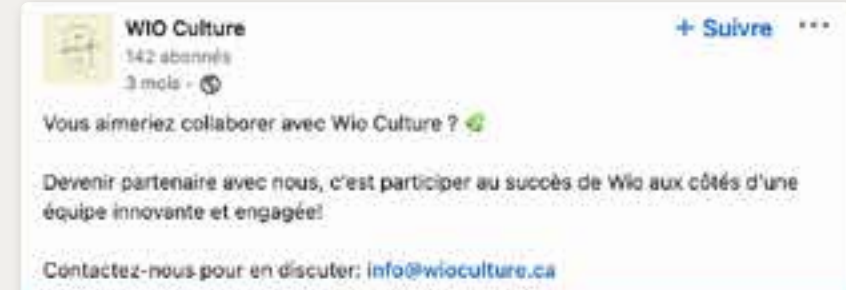 WIO Culture
+ Suivre
142 abonnés
3 mois
Vous aimeriez collaborer avec Wio Culture ?
Devenir partenaire avec nous, c'est participer au succès de Wio aux côtés d'une
équipe innovante et engagée!
Contactez-nous pour en discuter: info@wioculture.ca